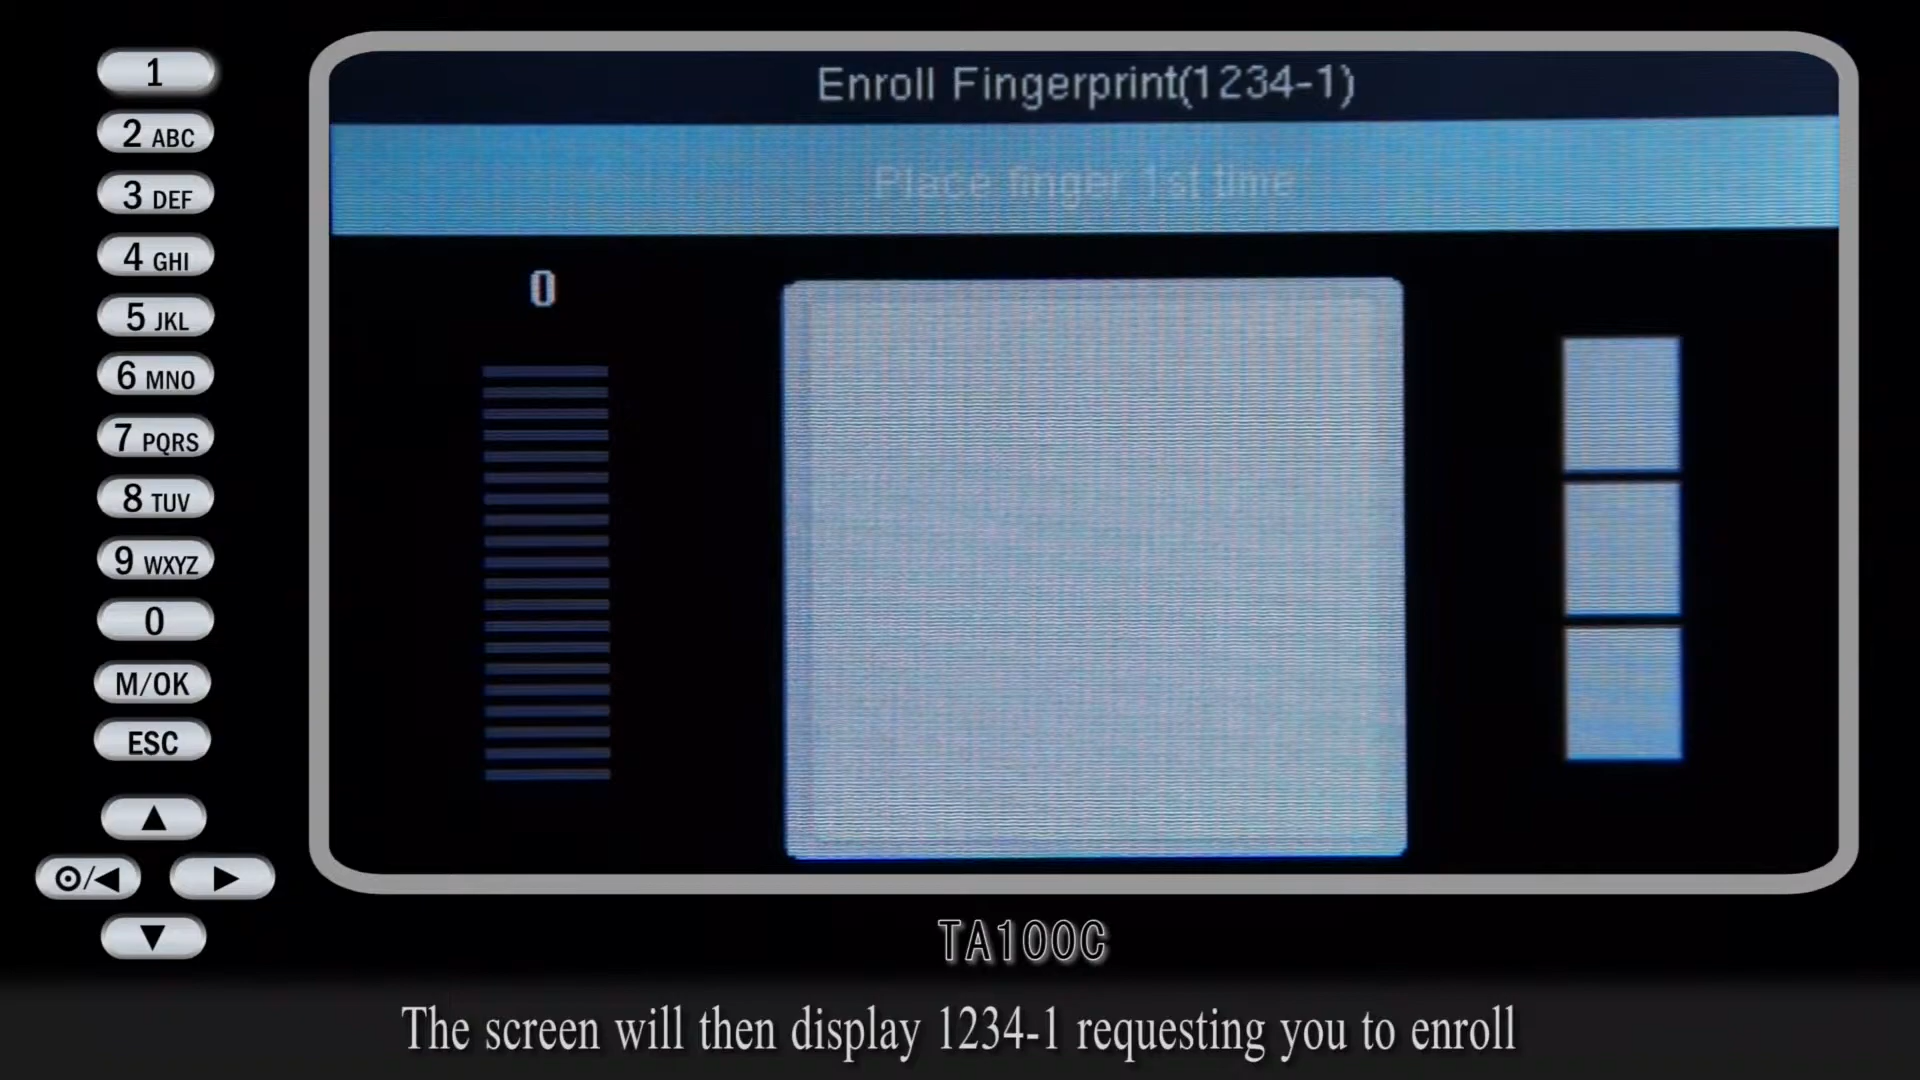 Enroll Fingerprint(1234-1)
Place finger 1st time
0
1
2 ABC
3 DEF
4 GHI
5 JKL
6 MNO
7 PQRS
8 TUV
9 WXYZ
0
M/OK
ESC
TA100C
The screen will then display 1234-1 requesting you to enroll